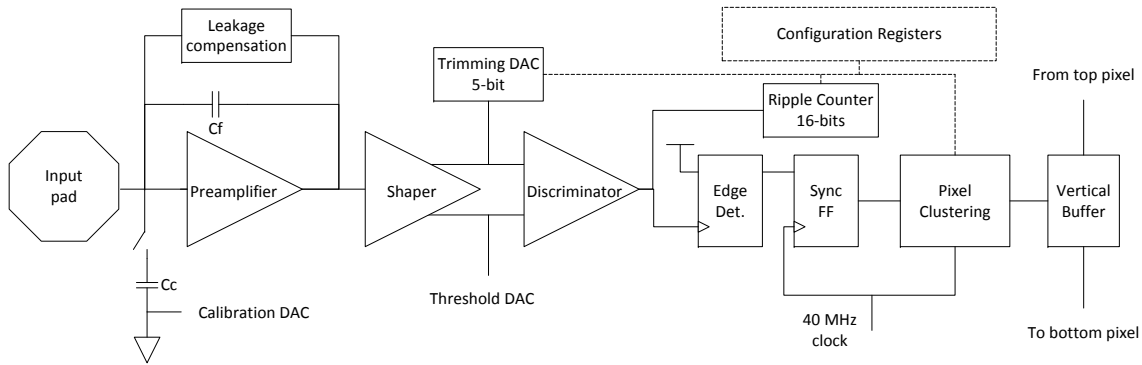 Leakage
compensation
Cf
Input
pad
Preamplifier
Cc
Calibration DAC
Shaper
Trimming DAC
5-bit
Threshold DAC
Discriminator
Configuration Registers
Ripple Counter
16-bits
Edge
Det.
Sync
FF
40 MHz
clock
Pixel
Clustering
From top pixel
Vertical
Buffer
To bottom pixel